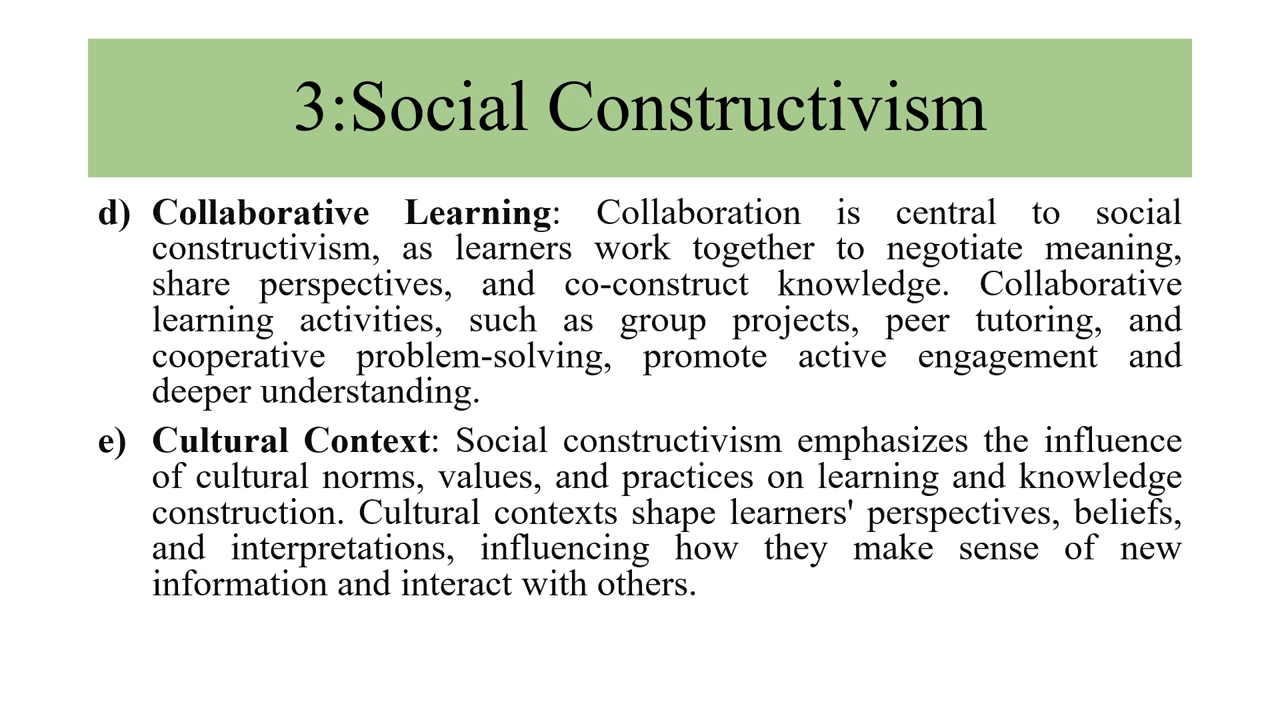 3:Social Constructivism
d) Collaborative Learning: Collaboration is central to social
constructivism, as learners work together to negotiate meaning,
share perspectives, and co-construct knowledge. Collaborative
learning activities, such as group projects, peer tutoring, and
cooperative problem-solving, promote active engagement and
deeper understanding.
e) Cultural Context: Social constructivism emphasizes the influence
of cultural norms, values, and practices on learning and knowledge
construction. Cultural contexts shape learners' perspectives, beliefs,
and interpretations, influencing how they make sense of new
information and interact with others.